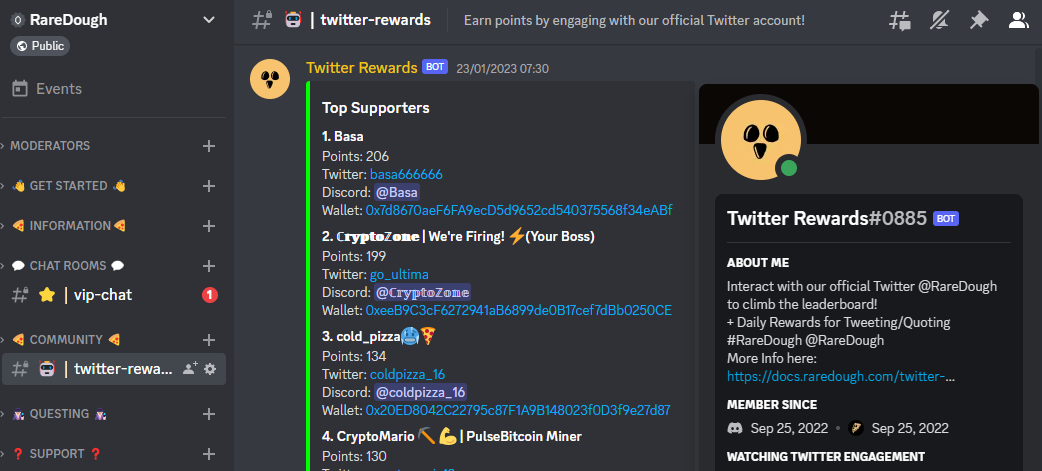 RareDough
Public
Events
MODERATORS
GET STARTED
INFORMATION
CHAT ROOMS
| vip-chat
1
COMMUNITY
| twitter-rewa...
QUESTING
SUPPORT
| twitter-rewards
Earn points by engaging with our official Twitter account!
Twitter Rewards BOT 23/01/2023 07:30
Top Supporters
1. Basa
Points: 206
Twitter: basa666666
Discord: @Basa
Wallet: 0x7d8670aeF6FA9ecD5d9652cd540375568f34eABf
2. ℂ𝕣𝕪𝕡𝕥𝕠ℤ𝕠𝕟𝕖 | We're Firing! ⚡(Your Boss)
Points: 199
Twitter: go_ultima
Discord: @ℂ𝕣𝕪𝕡𝕥𝕠ℤ𝕠𝕟𝕖
Wallet: 0xeeB9C3cF6272941aB6899de0B17cef7dBb0250CE
3. cold_pizza🥶🍕
Points: 134
Twitter: coldpizza_16
Discord: @coldpizza_16
Wallet: 0x20ED8042C22795c87F1A9B148023f0D3f9e27d87
4. CryptoMario ⛏️💪 | PulseBitcoin Miner
Points: 130
Twitter Rewards#0885 BOT
ABOUT ME
Interact with our official Twitter @RareDough
to climb the leaderboard!
+ Daily Rewards for Tweeting/Quoting
#RareDough @RareDough
More Info here:
https://docs.raredough.com/twitter-...
MEMBER SINCE
Sep 25, 2022 • Sep 25, 2022
WATCHING TWITTER ENGAGEMENT